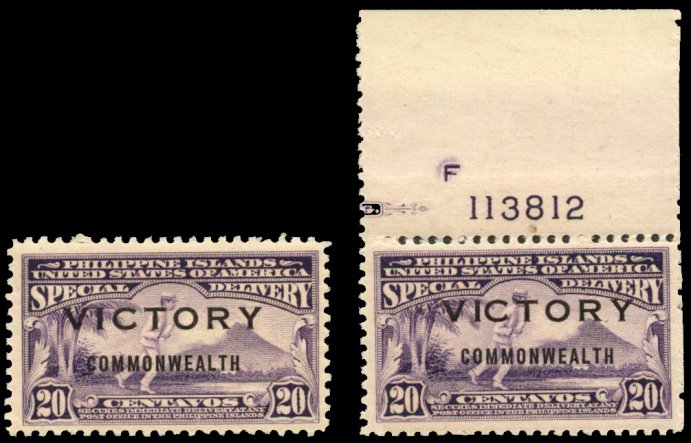 PHILIPPINE ISLANDS
UNITED STATES OF AMERICA
SPECIAL DELIVERY
VICTORY
COMMONWEALTH
20 CENTAVOS 20
SECURES IMMEDIATE DELIVERY AT ANY
POST OFFICE IN THE PHILIPPINE ISLANDS
F
113812
PHILIPPINE ISLANDS
UNITED STATES OF AMERICA
SPECIAL DELIVERY
VICTORY
COMMONWEALTH
20 CENTAVOS 20
SECURES IMMEDIATE DELIVERY AT ANY
POST OFFICE IN THE PHILIPPINE ISLANDS